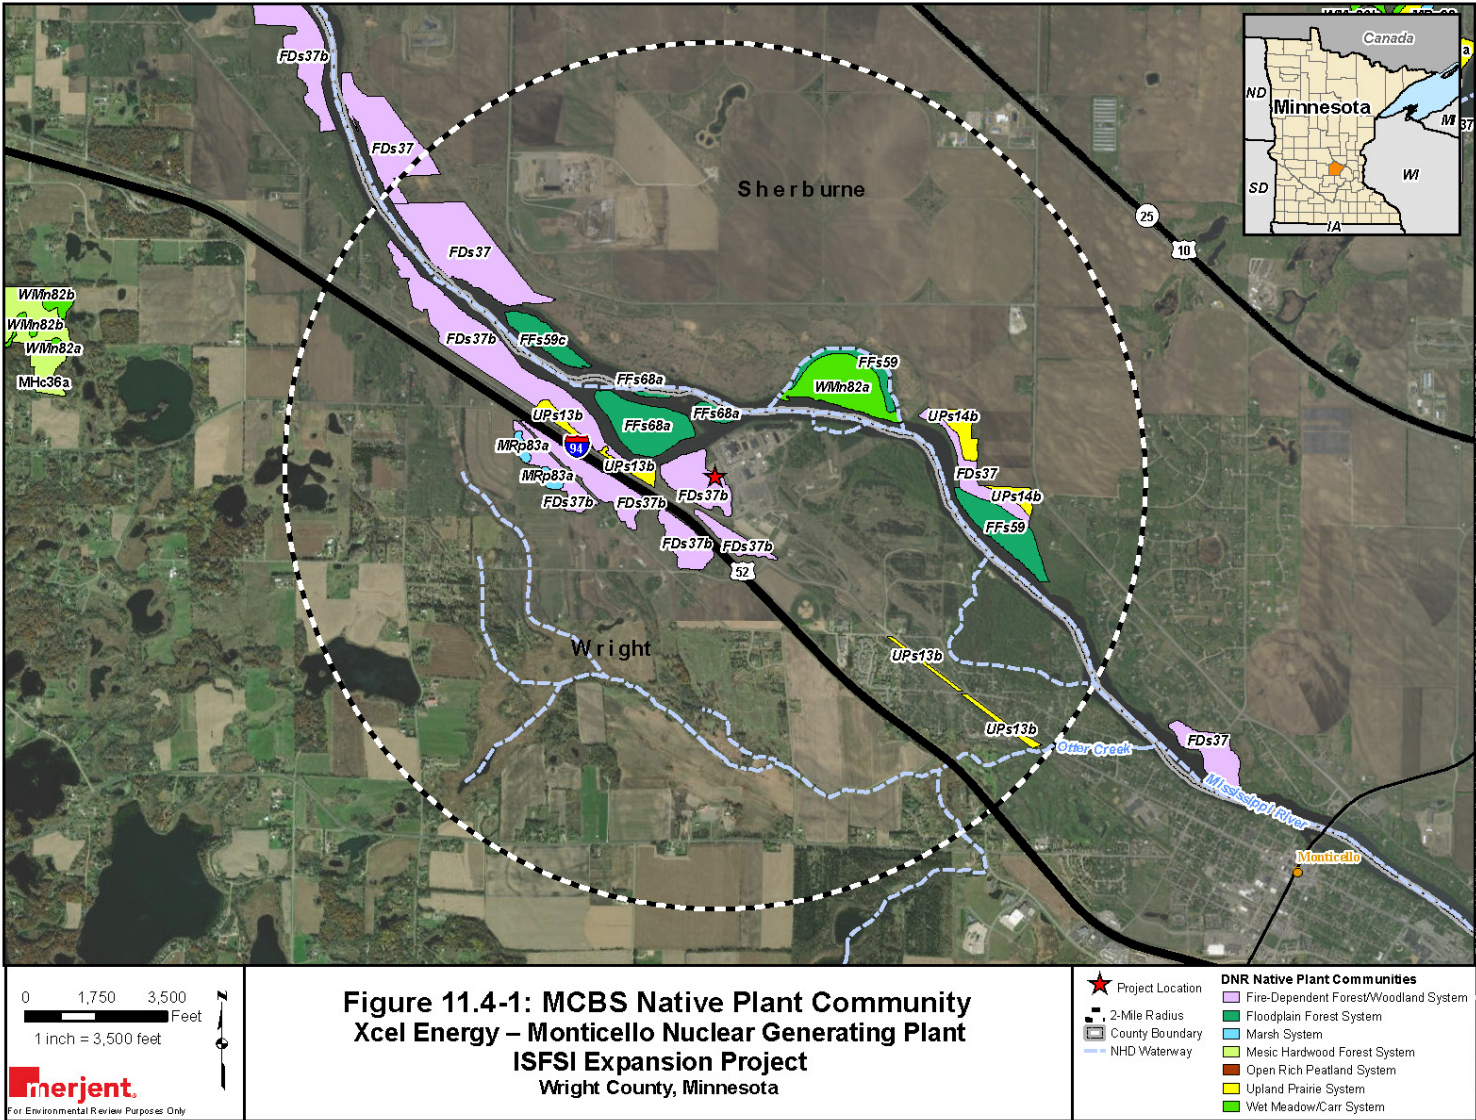 FDs37b
Canada
ND
Minnesota
MI
37
a
FDs37
Sherburne
SD
WI
IA
25
10
FDs37
WMn82b
WMn82b
WMn82a
MHc36a
FDs37b
FFs59c
FFs59
FFs68a
WMn82a
UPs13b
FFs68a
FFs68a
UPs14b
MRp83a
94
UPs13b
FDs37
MRp83a
FDs37b
FDs37b
FDs37b
UPs14b
FFs59
FDs37b
FDs37b
52
Wright
UPs13b
UPs13b
Otter Creek
FDs37
Mississippi River
Monticello
0 1,750 3,500
Feet
1 inch = 3,500 feet
N
merjent.
For Environmental Review Purposes Only
Figure 11.4-1: MCBS Native Plant Community
Xcel Energy – Monticello Nuclear Generating Plant
ISFSI Expansion Project
Wright County, Minnesota
Project Location
2-Mile Radius
County Boundary
NHD Waterway
DNR Native Plant Communities
Fire-Dependent Forest/Woodland System
Floodplain Forest System
Marsh System
Mesic Hardwood Forest System
Open Rich Peatland System
Upland Prairie System
Wet Meadow/Carr System